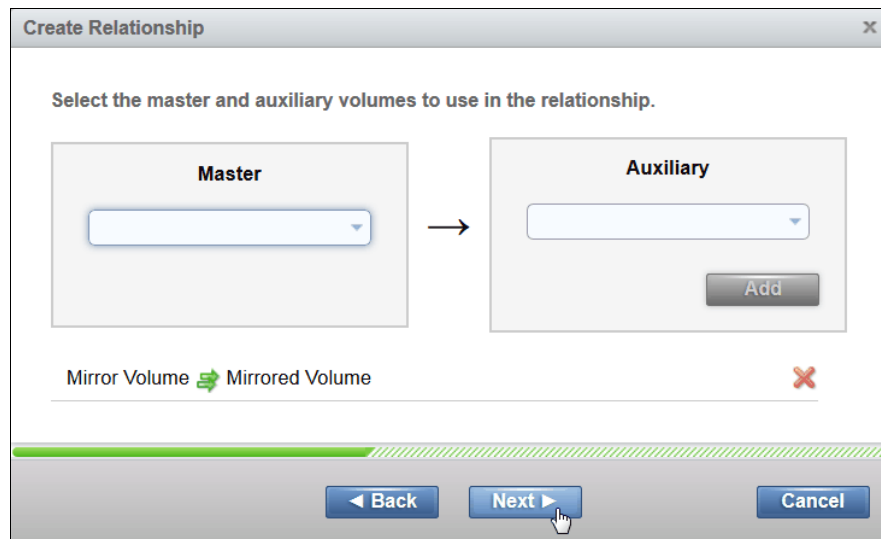 Create Relationship
x
Select the master and auxiliary volumes to use in the relationship.
Master
Auxiliary
Add
Mirror Volume Mirrored Volume
Back
Next
Cancel